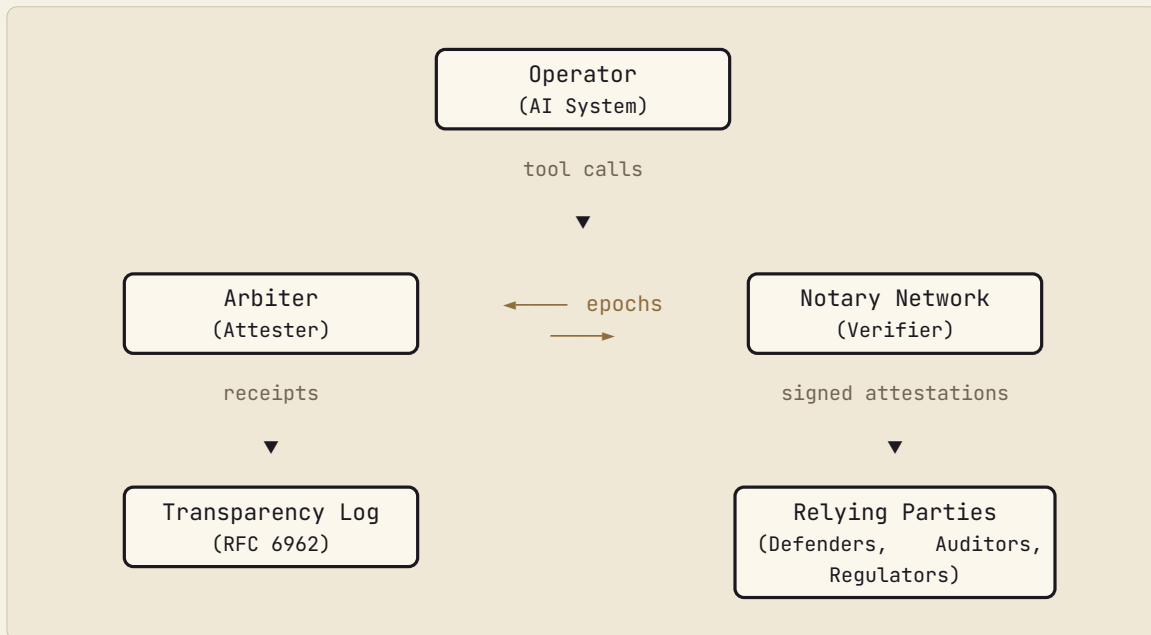 Operator
(AI System)
tool calls
Arbiter
(Attester)
epochs
Notary Network
(Verifier)
receipts
signed attestations
Transparency Log
(RFC 6962)
Relying Parties
(Defenders, Auditors,
Regulators)